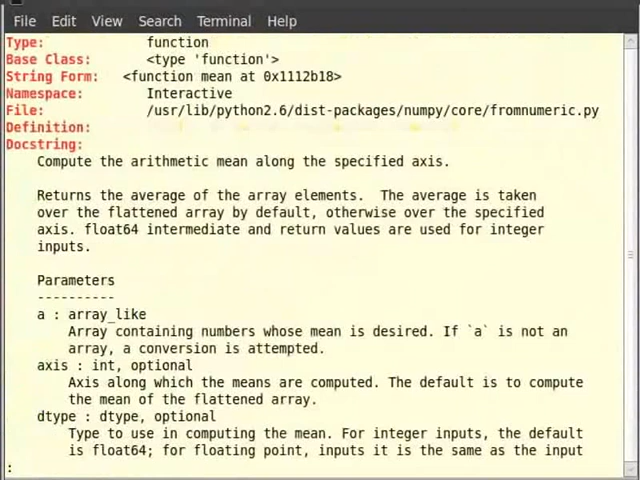 File Edit View Search Terminal Help
Type: function
Base Class: <type 'function'>
String Form: <function mean at 0x1112b18>
Namespace: Interactive
File: /usr/lib/python2.6/dist-packages/numpy/core/fromnumeric.py
Definition:
Docstring:
Compute the arithmetic mean along the specified axis.
Returns the average of the array elements. The average is taken
over the flattened array by default, otherwise over the specified
axis. float64 intermediate and return values are used for integer
inputs.
Parameters
----------
a : array_like
Array containing numbers whose mean is desired. If `a` is not an
array, a conversion is attempted.
axis : int, optional
Axis along which the means are computed. The default is to compute
the mean of the flattened array.
dtype : dtype, optional
Type to use in computing the mean. For integer inputs, the default
is float64; for floating point, inputs it is the same as the input
: